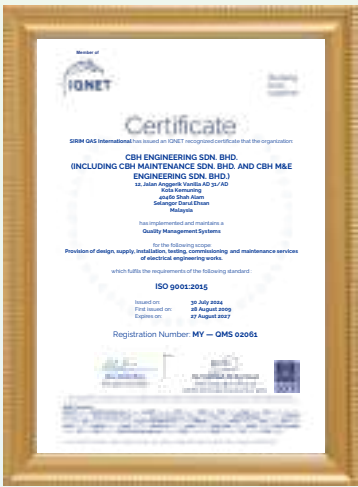 Member of
IQNET
Certificate
SIRIM QAS International has issued an IQNET recognized certificate that the organization:
CBH ENGINEERING SDN. BHD.
(INCLUDING CBH MAINTENANCE SDN. BHD. AND CBH M&E
ENGINEERING SDN. BHD.)
12, Jalan Anggerik Vanilla AD 31/AD
Kota Kemuning
40460 Shah Alam
Selangor Darul Ehsan
Malaysia
has implemented and maintains a
Quality Management Systems
for the following scope:
Provision of design, supply, installation, testing, commissioning and maintenance services
of electrical engineering works.
which fulfils the requirements of the following standard:
ISO 9001:2015
Issued on: 30 July 2024
First issued on: 28 August 2009
Expires on: 27 August 2027
Registration Number: MY — QMS 02061